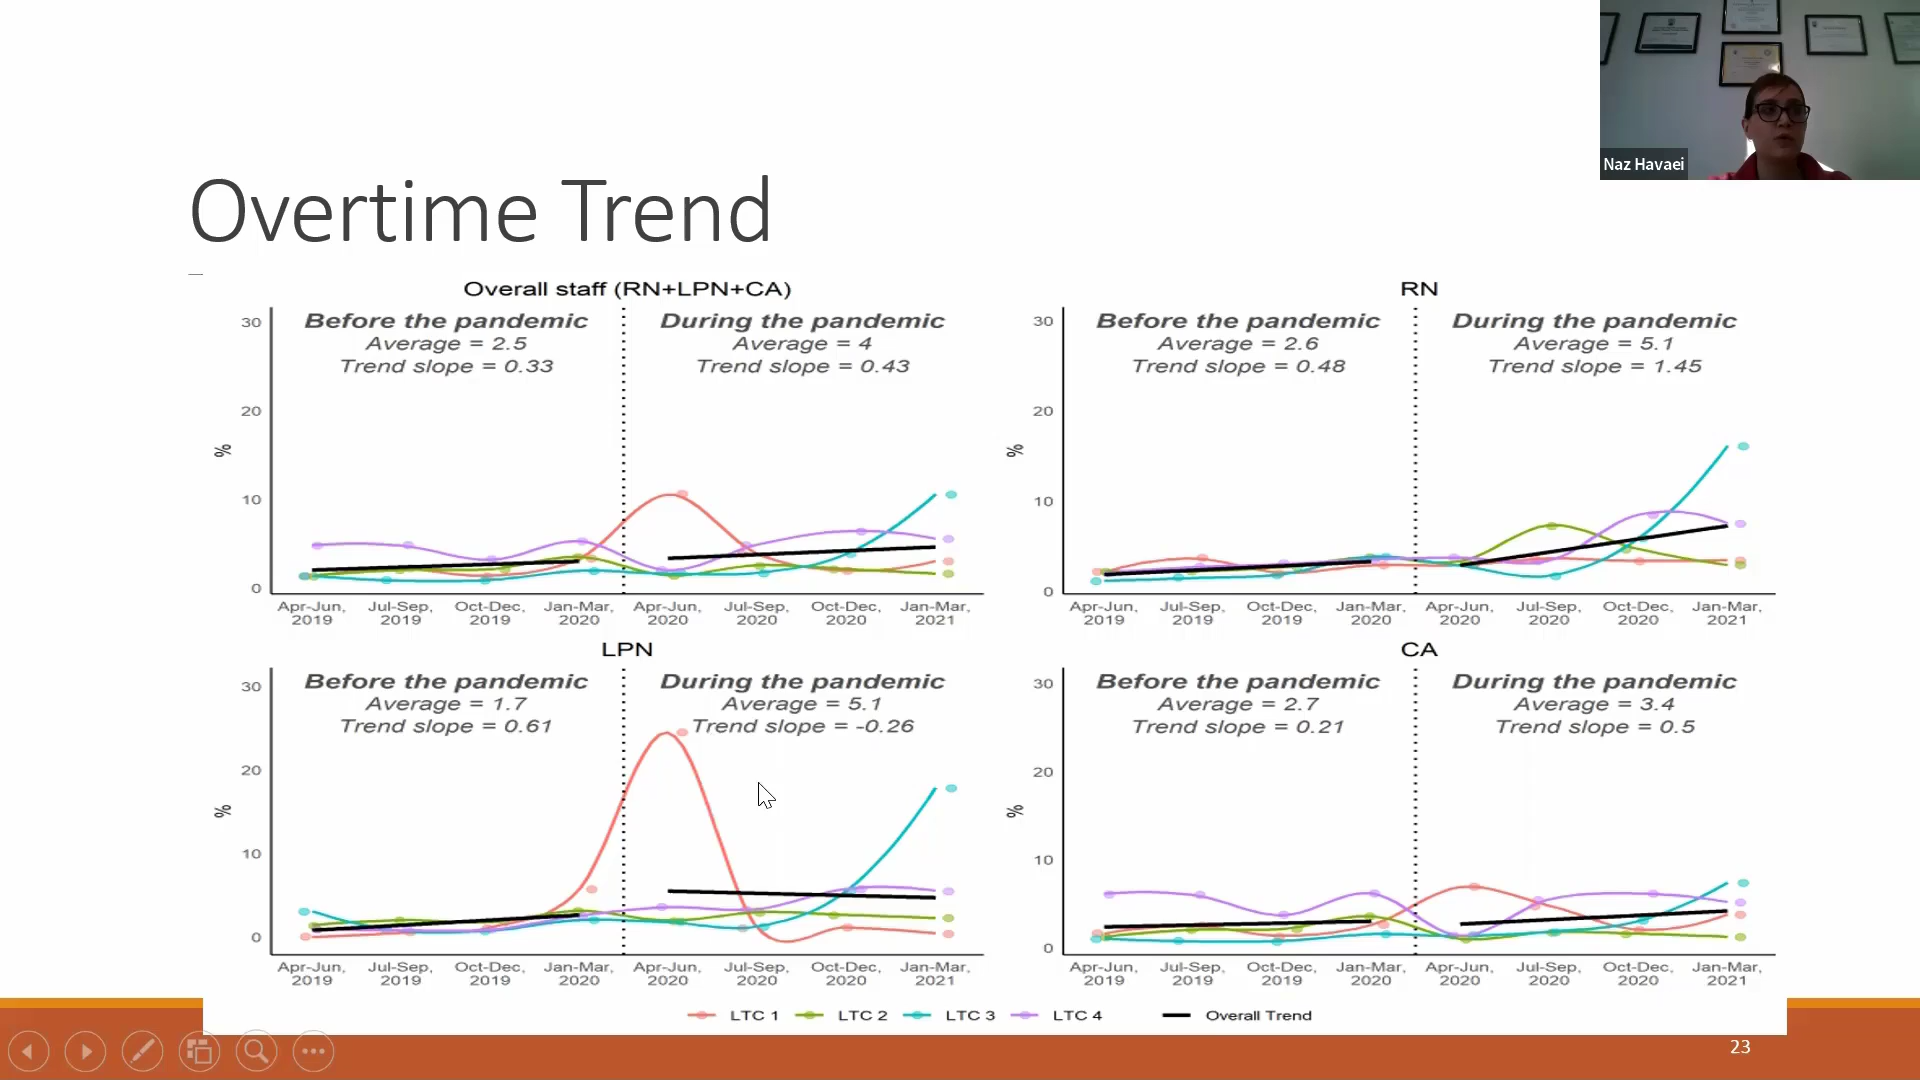 Naz Havaei
Overtime Trend
Overall staff (RN+LPN+CA)
Before the pandemic
Average = 2.5
Trend slope = 0.33
During the pandemic
Average = 4
Trend slope = 0.43
30
20
10
0
%
Apr-Jun, 2019
Jul-Sep, 2019
Oct-Dec, 2019
Jan-Mar, 2020
Apr-Jun, 2020
Jul-Sep, 2020
Oct-Dec, 2020
Jan-Mar, 2021
RN
Before the pandemic
Average = 2.6
Trend slope = 0.48
During the pandemic
Average = 5.1
Trend slope = 1.45
30
20
10
0
%
Apr-Jun, 2019
Jul-Sep, 2019
Oct-Dec, 2019
Jan-Mar, 2020
Apr-Jun, 2020
Jul-Sep, 2020
Oct-Dec, 2020
Jan-Mar, 2021
LPN
Before the pandemic
Average = 1.7
Trend slope = 0.61
During the pandemic
Average = 5.1
Trend slope = -0.26
30
20
10
0
%
Apr-Jun, 2019
Jul-Sep, 2019
Oct-Dec, 2019
Jan-Mar, 2020
Apr-Jun, 2020
Jul-Sep, 2020
Oct-Dec, 2020
Jan-Mar, 2021
CA
Before the pandemic
Average = 2.7
Trend slope = 0.21
During the pandemic
Average = 3.4
Trend slope = 0.5
30
20
10
0
%
Apr-Jun, 2019
Jul-Sep, 2019
Oct-Dec, 2019
Jan-Mar, 2020
Apr-Jun, 2020
Jul-Sep, 2020
Oct-Dec, 2020
Jan-Mar, 2021
LTC 1 LTC 2 LTC 3 LTC 4 Overall Trend
23